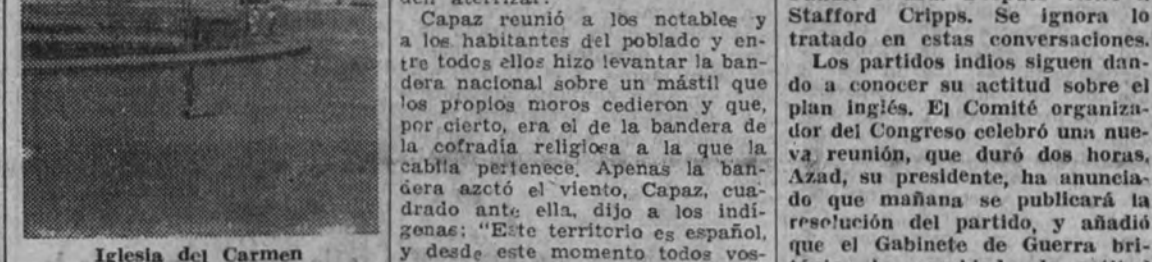 Iglesia del Carmen
Capaz reunió a los notables y
a los habitantes del poblado y en-
tre todos ellos hizo levantar la ban-
dera nacional sobre un mástil que
los propios moros cedieron y que,
por cierto, era el de la bandera de
la cofradía religiosa a la que la
cabila pertenece. Apenas la ban-
dera azotó el viento, Capaz, cua-
drado ante ella, dijo a los indí-
genas: "Este territorio es español,
y desde este momento todos vos-
Stafford Cripps. Se ignora lo
tratado en estas conversaciones.
Los partidos indios siguen dan-
do a conocer su actitud sobre el
plan inglés. El Comité organiza-
dor del Congreso celebró una nue-
va reunión, que duró dos horas.
Azad, su presidente, ha anuncia-
do que mañana se publicará la
resolución del partido, y añadió
que el Gabinete de Guerra bri-